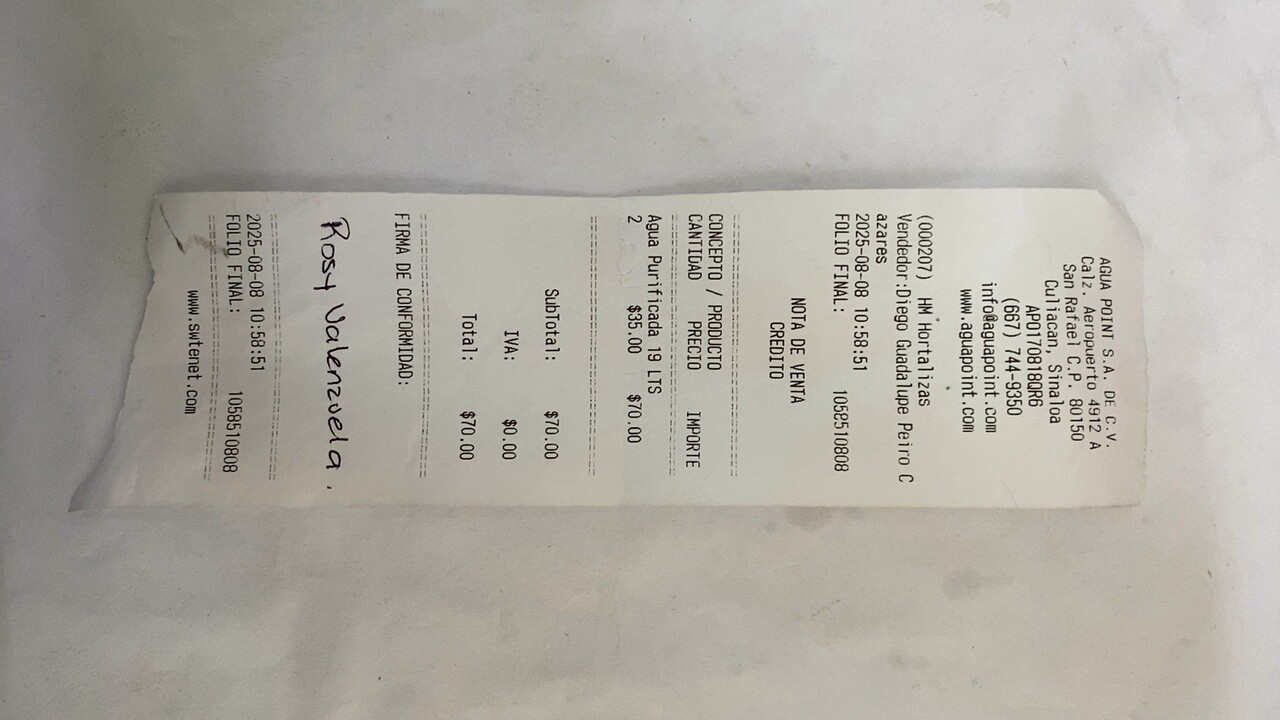 AGUA POINT S.A. DE C.V.
Calz. Aeropuerto 4912 A
San Rafael C.P. 80150
Culiacan, Sinaloa
APO170818QR6
(667) 744-9350
info@aguapoint.com
www.aguapoint.com
(000207) HM Hortalizas
Vendedor:Diego Guadalupe Peiro C
azares
2025-08-08 10:58:51
FOLIO FINAL: 1058510808
NOTA DE VENTA
CREDITO
CONCEPTO / PRODUCTO
CANTIDAD PRECIO IMPORTE
Agua Purificada 19 LTS
2 $35.00 $70.00
SubTotal: $70.00
IVA: $0.00
Total: $70.00
FIRMA DE CONFORMIDAD:
Rosy Valenzuela.
2025-08-08 10:58:51
FOLIO FINAL: 1058510808
www.swtenet.com